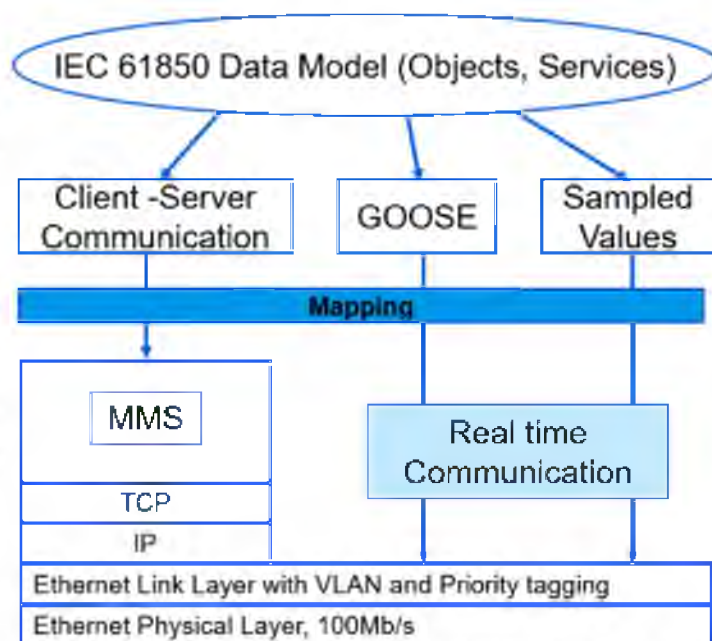 IEC 61850 Data Model (Objects, Services)
Client -Server
Communication
GOOSE
Sampled
Values
Mapping
MMS
Real time
Communication
TCP
IP
Ethernet Link Layer with VLAN and Priority tagging
Ethernet Physical Layer, 100Mb/s